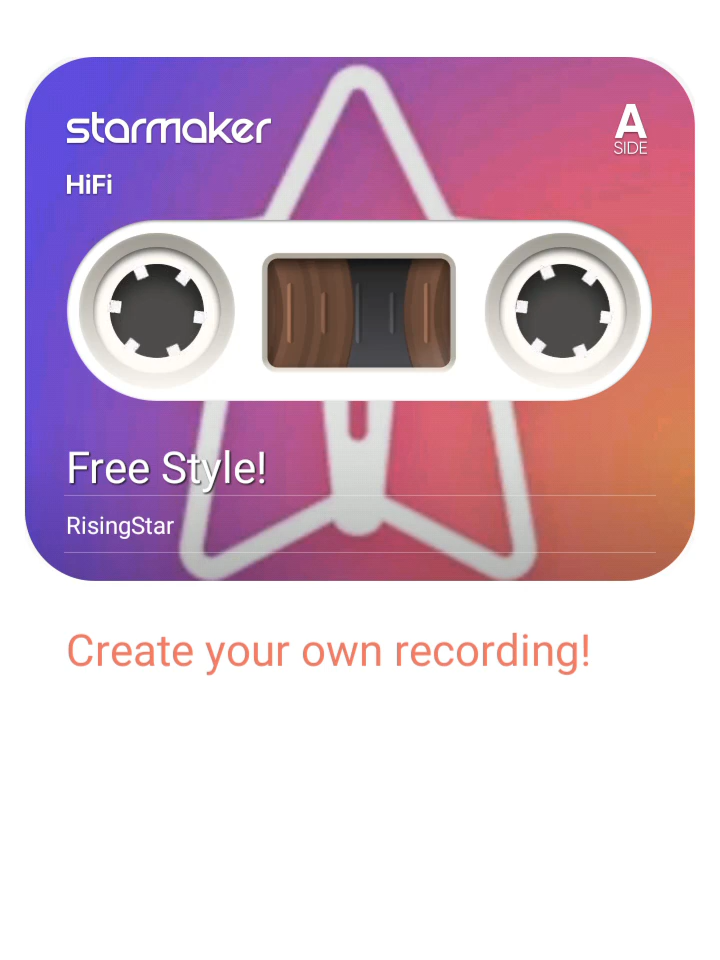 starmaker
A
SIDE
HiFi
Free Style!
RisingStar
Create your own recording!